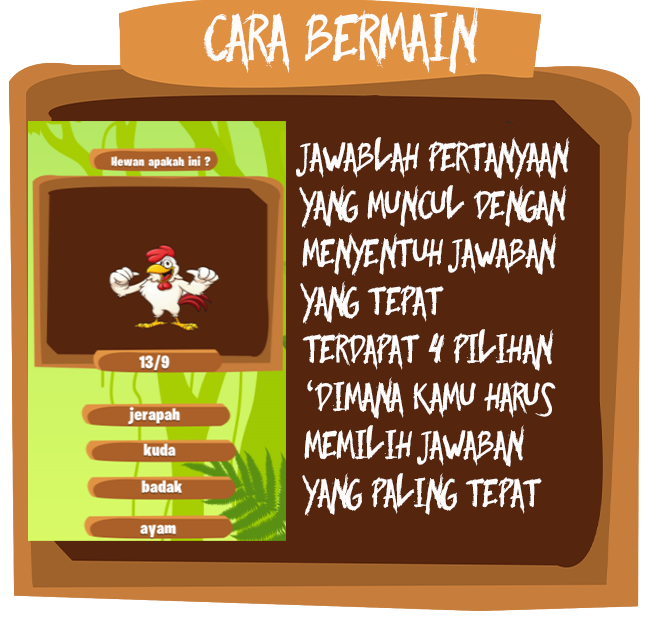 CARA BERMAIN
Hewan apakah ini ?
13/9
jerapah
kuda
badak
ayam
JAWABLAH PERTANYAAN
YANG MUNCUL DENGAN
MENYENTUH JAWABAN
YANG TEPAT
TERDAPAT 4 PILIHAN
'DIMANA KAMU HARUS
MEMILIH JAWABAN
YANG PALING TEPAT